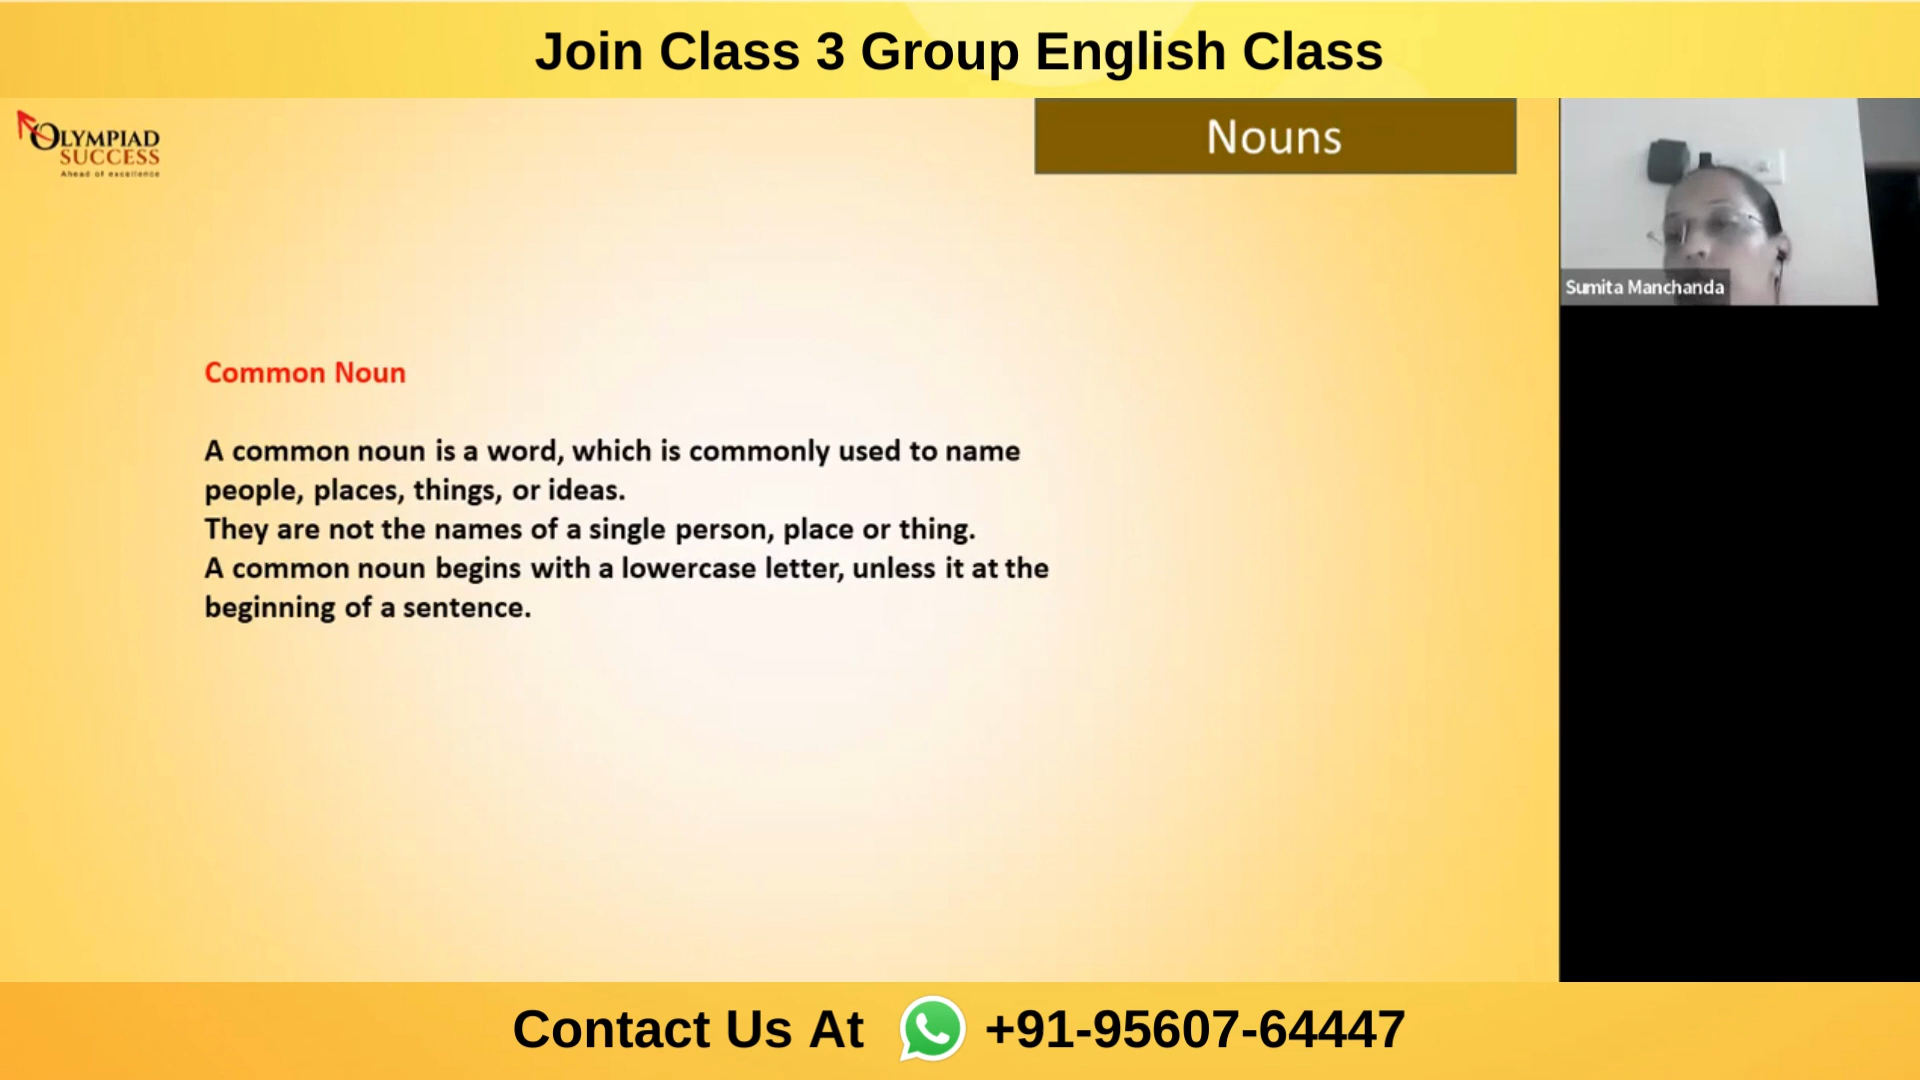 Join Class 3 Group English Class
OLYMPIAD
SUCCESS
Ahead of excellence
Nouns
Sumita Manchanda
Common Noun
A common noun is a word, which is commonly used to name
people, places, things, or ideas.
They are not the names of a single person, place or thing.
A common noun begins with a lowercase letter, unless it at the
beginning of a sentence.
Contact Us At +91-95607-64447